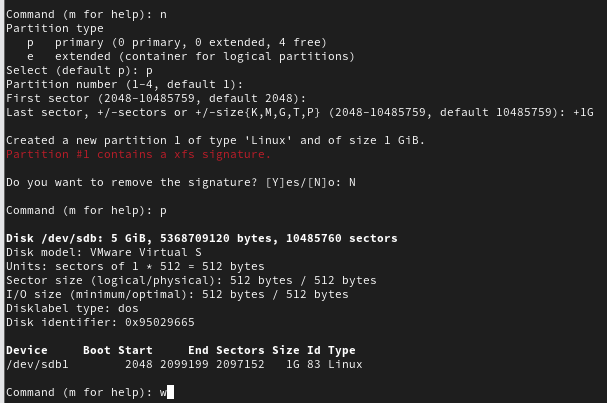 Command (m for help): n
Partition type
   p   primary (0 primary, 0 extended, 4 free)
   e   extended (container for logical partitions)
Select (default p): p
Partition number (1-4, default 1):
First sector (2048-10485759, default 2048):
Last sector, +/-sectors or +/-size{K,M,G,T,P} (2048-10485759, default 10485759): +1G

Created a new partition 1 of type 'Linux' and of size 1 GiB.
Partition #1 contains a xfs signature.

Do you want to remove the signature? [Y]es/[N]o: N

Command (m for help): p

Disk /dev/sdb: 5 GiB, 5368709120 bytes, 10485760 sectors
Disk model: VMware Virtual S
Units: sectors of 1 * 512 = 512 bytes
Sector size (logical/physical): 512 bytes / 512 bytes
I/O size (minimum/optimal): 512 bytes / 512 bytes
Disklabel type: dos
Disk identifier: 0x95029665

Device     Boot Start     End Sectors Size Id Type
/dev/sdb1        2048 2099199 2097152   1G 83 Linux

Command (m for help): w